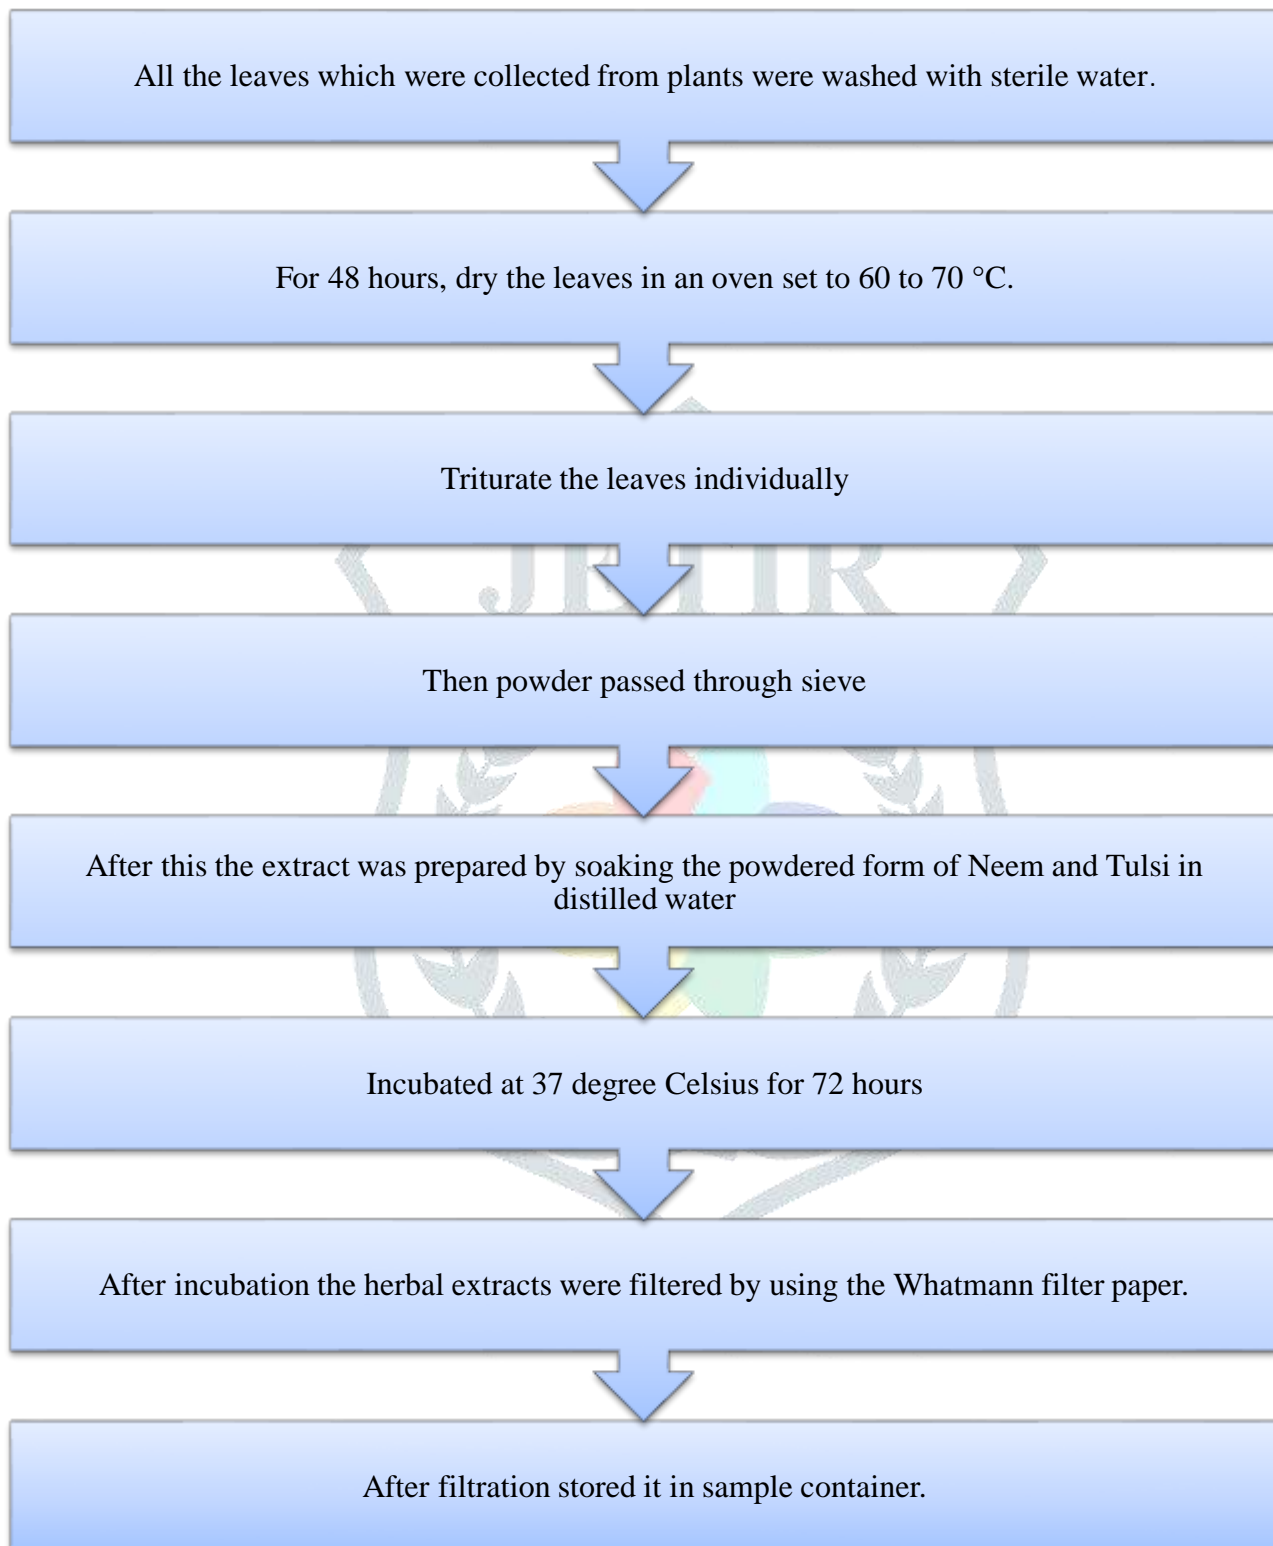 All the leaves which were collected from plants were washed with sterile water.
For 48 hours, dry the leaves in an oven set to 60 to 70 °C.
Triturate the leaves individually
JETIR
Then powder passed through sieve
After this the extract was prepared by soaking the powdered form of Neem and Tulsi in
distilled water
Incubated at 37 degree Celsius for 72 hours
After incubation the herbal extracts were filtered by using the Whatmann filter paper.
After filtration stored it in sample container.